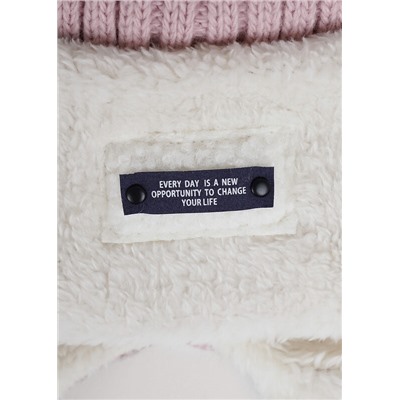 EVERY DAY IS A NEW
OPPORTUNITY TO CHANGE
YOUR LIFE